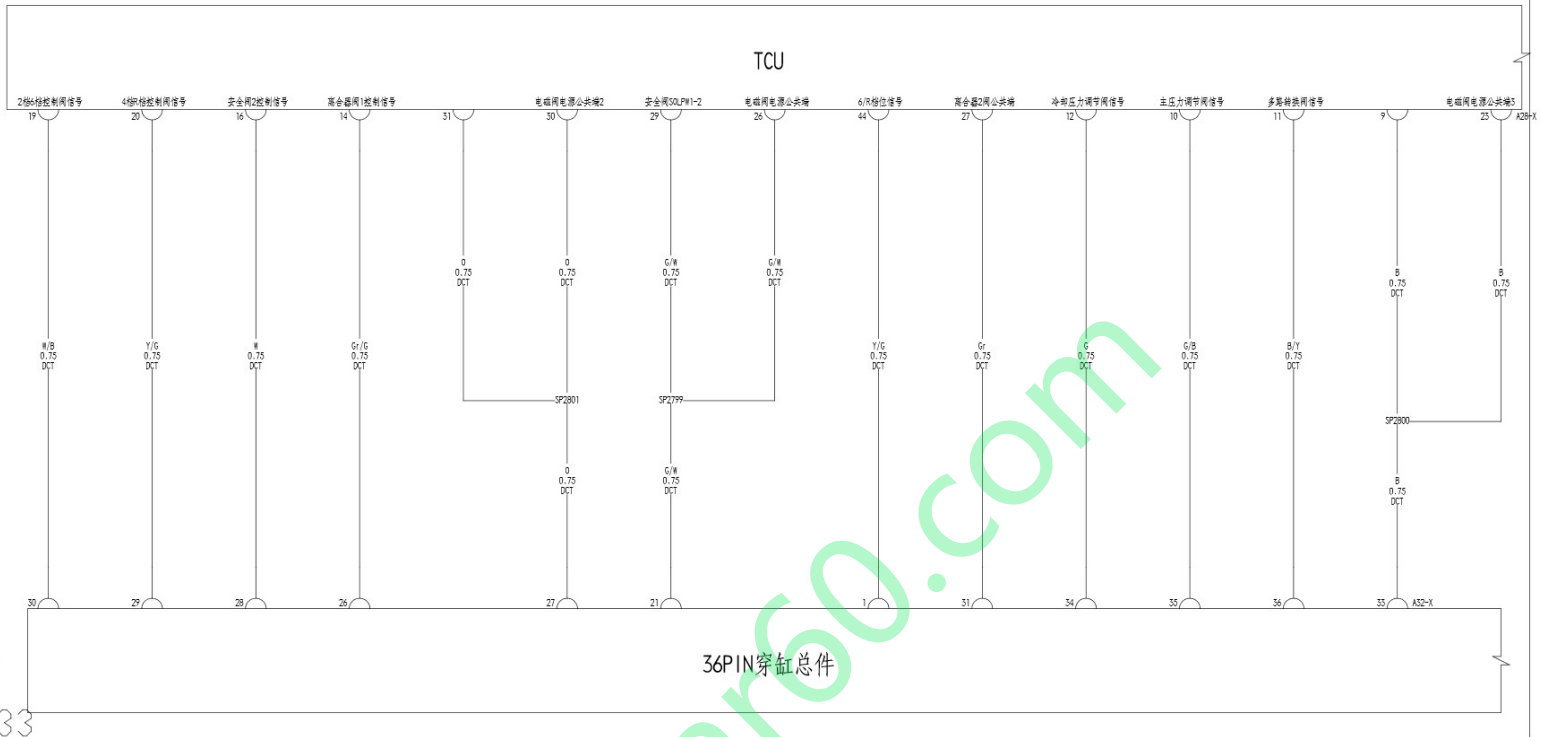 TCU
2档6档控制阀信号 4档R档控制阀信号 安全阀2控制信号 离合器阀1控制信号 电磁阀电源公共端2 安全阀SOLPW1-2 电磁阀电源公共端 6/R档位信号 离合器2阀公共端 冷却压力调节阀信号 主压力调节阀信号 多路转换阀信号 电磁阀电源公共端3
19 20 16 14 31 30 29 26 44 27 12 10 11 9 23 A28-X
O O G/W G/W B B
0.75 0.75 0.75 0.75 0.75 0.75
DCT DCT DCT DCT DCT DCT
W/B Y/G W Gr/G Y/G Gr G G/B B/Y
0.75 0.75 0.75 0.75 0.75 0.75 0.75 0.75 0.75
DCT DCT DCT DCT DCT DCT DCT DCT DCT
SP2801 SP2799 SP2800
O G/W B
0.75 0.75 0.75
DCT DCT DCT
30 29 28 26 27 21 1 31 34 35 36 33 A32-X
36PIN穿缸总件
33
ar60.com